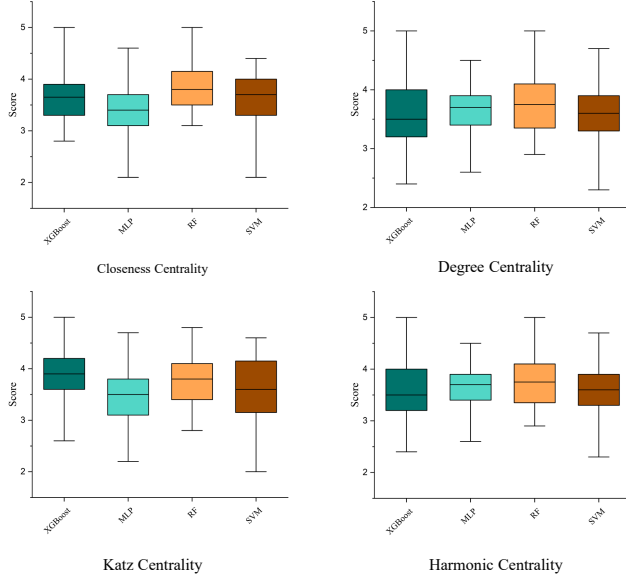 5
4
3
2
Score
XGBoost
MLP
RF
SVM
Closeness Centrality
5
4
3
2
Score
XGBoost
MLP
RF
SVM
Degree Centrality
5
4
3
2
Score
XGBoost
MLP
RF
SVM
Katz Centrality
5
4
3
2
Score
XGBoost
MLP
RF
SVM
Harmonic Centrality